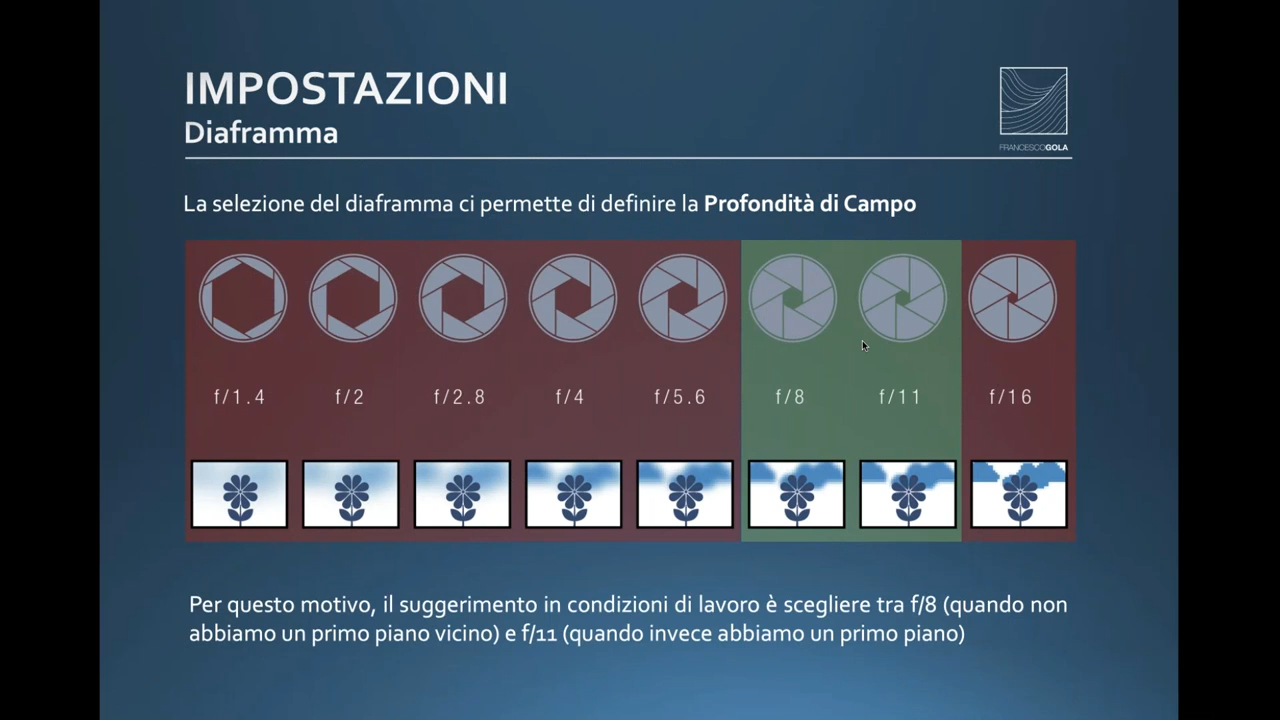 IMPOSTAZIONI
Diaframma
FRANCESCOGOLA
La selezione del diaframma ci permette di definire la Profondità di Campo
f/1.4 f/2 f/2.8 f/4 f/5.6 f/8 f/11 f/16
Per questo motivo, il suggerimento in condizioni di lavoro è scegliere tra f/8 (quando non
abbiamo un primo piano vicino) e f/11 (quando invece abbiamo un primo piano)